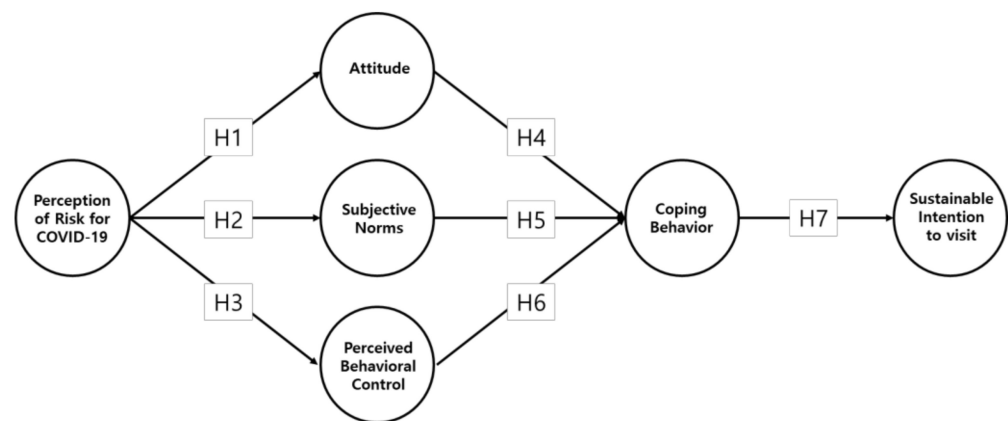 Attitude
H1
H4
Perception
of Risk for
COVID-19
H2
Subjective
Norms
H5
Coping
Behavior
H7
Sustainable
Intention
to visit
H3
H6
Perceived
Behavioral
Control